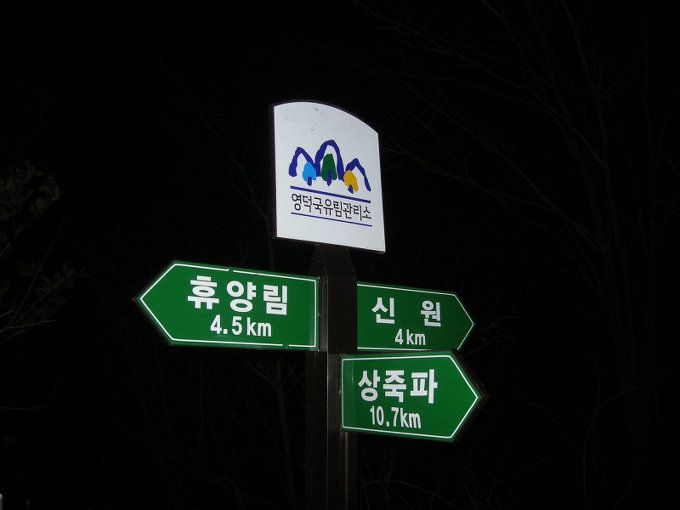 영덕국유림관리소
휴양림
4.5km
신 원
4km
상죽파
10.7km